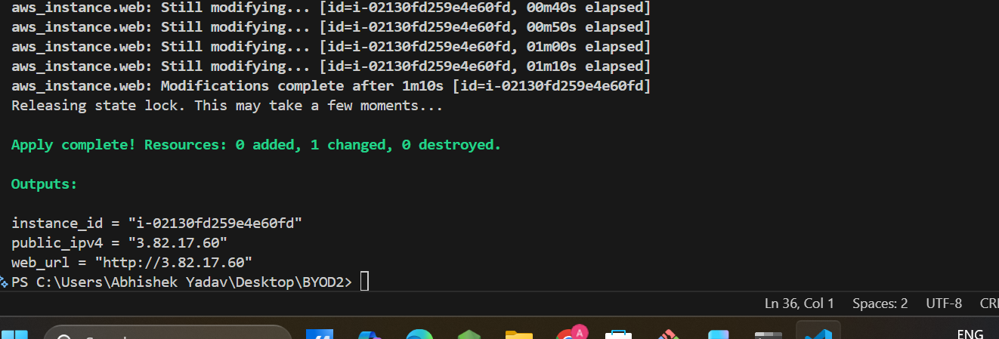 aws_instance.web: Still modifying... [id=i-02130fd259e4e60fd, 00m40s elapsed]
aws_instance.web: Still modifying... [id=i-02130fd259e4e60fd, 00m50s elapsed]
aws_instance.web: Still modifying... [id=i-02130fd259e4e60fd, 01m00s elapsed]
aws_instance.web: Still modifying... [id=i-02130fd259e4e60fd, 01m10s elapsed]
aws_instance.web: Modifications complete after 1m10s [id=i-02130fd259e4e60fd]
Releasing state lock. This may take a few moments...
Apply complete! Resources: 0 added, 1 changed, 0 destroyed.
Outputs:
instance_id = "i-02130fd259e4e60fd"
public_ipv4 = "3.82.17.60"
web_url = "http://3.82.17.60"
PS C:\Users\Abhishek Yadav\Desktop\BYOD2>
Ln 36, Col 1 Spaces: 2 UTF-8
A
ENG